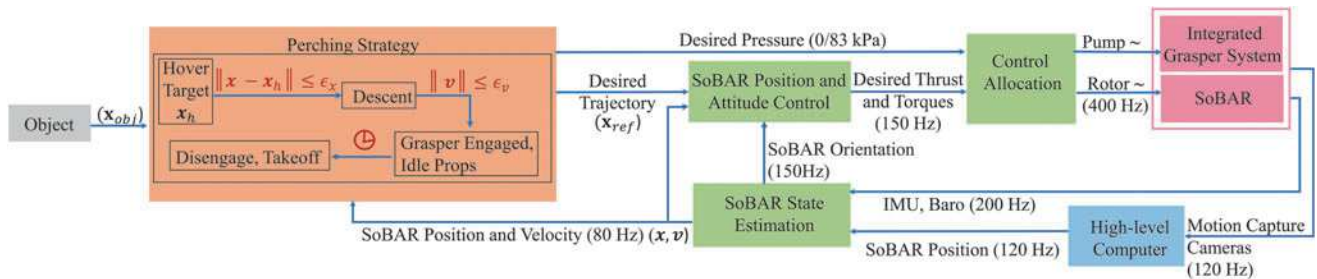 Object
(x_obj)
Perching Strategy
Hover
Target
x_h
‖x − x_h‖ ≤ ϵ_x
Descent
‖v‖ ≤ ϵ_v
Grasper Engaged,
Idle Props
Disengage, Takeoff
Desired Pressure (0/83 kPa)
Desired
Trajectory
(x_ref)
SoBAR Position and
Attitude Control
Desired Thrust
and Torques
(150 Hz)
Control
Allocation
Pump ~
Rotor ~
(400 Hz)
Integrated
Grasper System
SoBAR
SoBAR Orientation
(150Hz)
SoBAR State
Estimation
IMU, Baro (200 Hz)
SoBAR Position (120 Hz)
High-level
Computer
Motion Capture
Cameras
(120 Hz)
SoBAR Position and Velocity (80 Hz) (x, v)